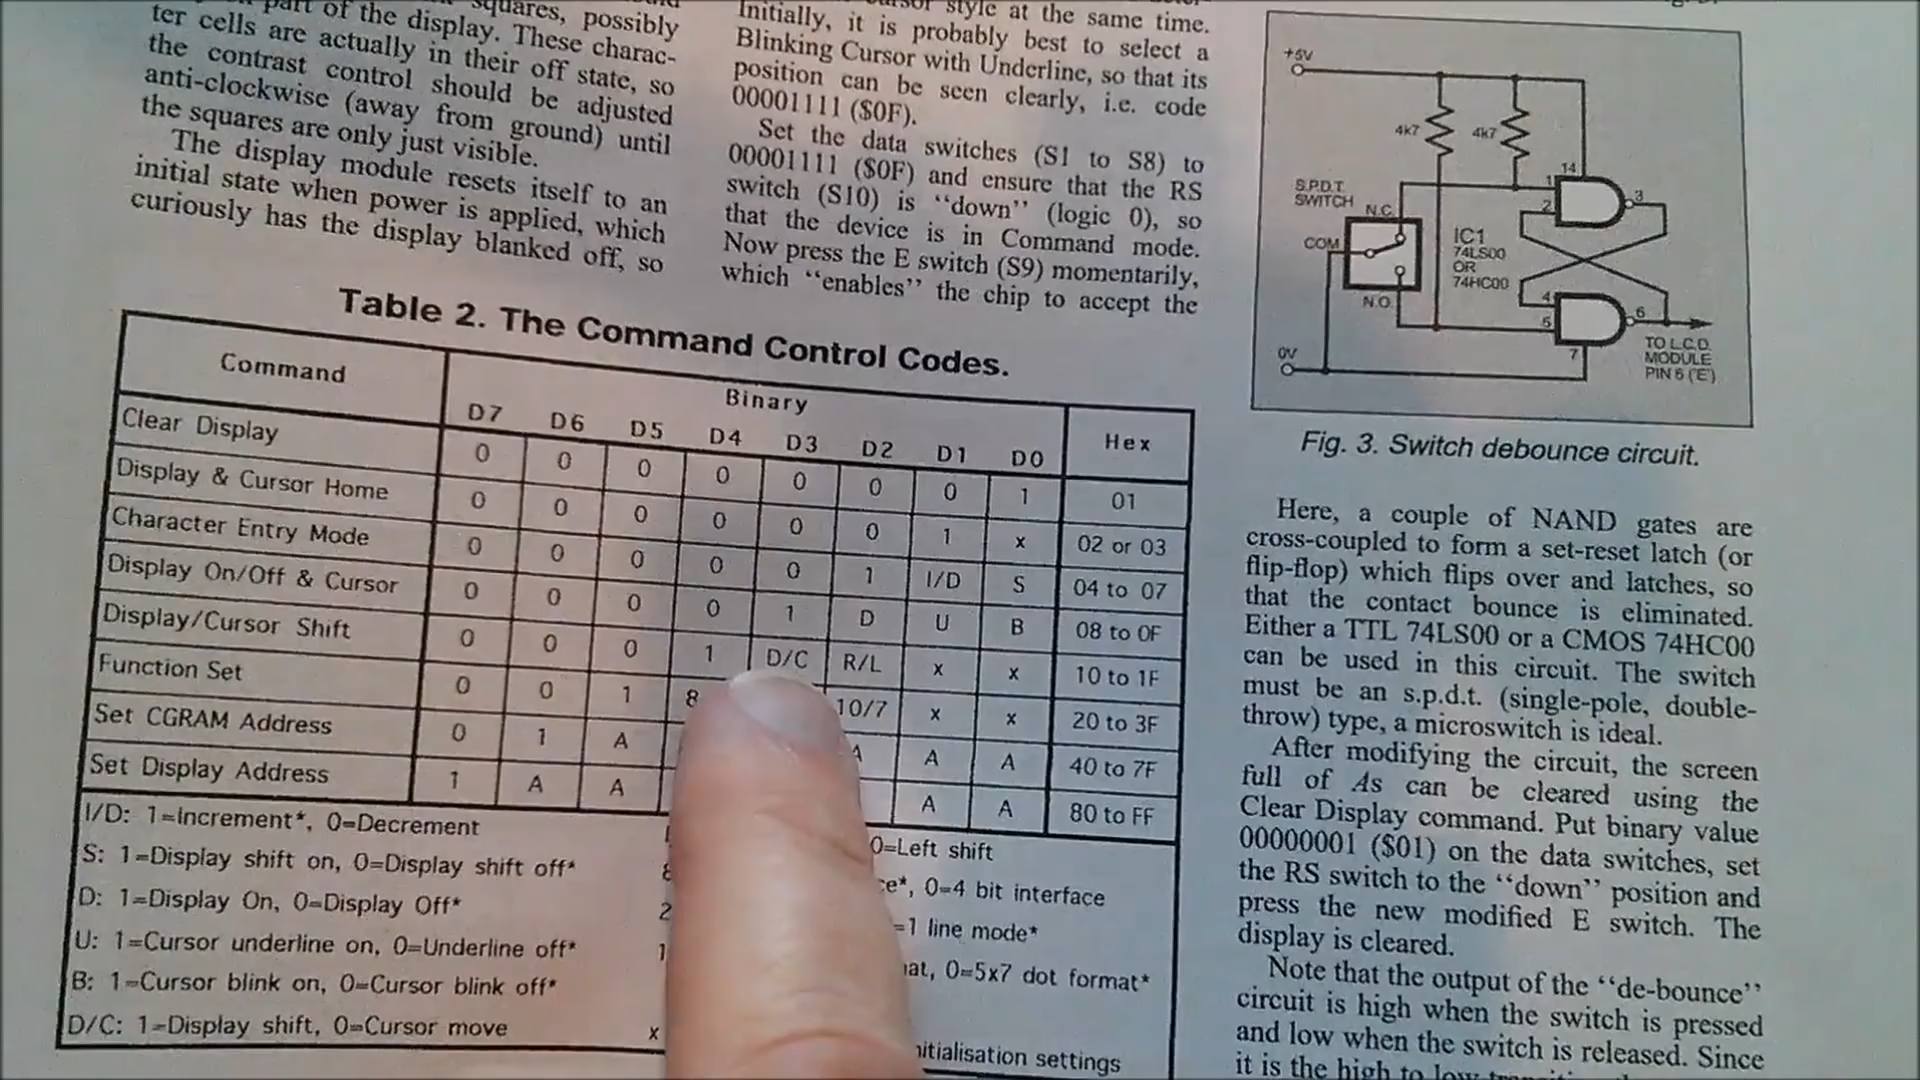 part of the display. These charac-
ter cells are actually in their off state, so
the contrast control should be adjusted
anti-clockwise (away from ground) until
the squares are only just visible.
The display module resets itself to an
initial state when power is applied, which
curiously has the display blanked off, so
style at the same time.
Initially, it is probably best to select a
Blinking Cursor with Underline, so that its
position can be seen clearly, i.e. code
00001111 ($0F).
Set the data switches (S1 to S8) to
00001111 ($0F) and ensure that the RS
switch (S10) is “down” (logic 0), so
that the device is in Command mode.
Now press the E switch (S9) momentarily,
which “enables” the chip to accept the
Table 2. The Command Control Codes.
Command Binary Hex
D7 D6 D5 D4 D3 D2 D1 D0
Clear Display 0 0 0 0 0 0 0 1 01
Display & Cursor Home 0 0 0 0 0 0 1 x 02 or 03
Character Entry Mode 0 0 0 0 0 1 I/D S 04 to 07
Display On/Off & Cursor 0 0 0 0 1 D U B 08 to 0F
Display/Cursor Shift 0 0 0 1 D/C R/L x x 10 to 1F
Function Set 0 0 1 8 10/7 x x 20 to 3F
Set CGRAM Address 0 1 A A A A 40 to 7F
Set Display Address 1 A A A A 80 to FF
I/D: 1=Increment*, 0=Decrement
S: 1=Display shift on, 0=Display shift off*
D: 1=Display On, 0=Display Off*
U: 1=Cursor underline on, 0=Underline off*
B: 1=Cursor blink on, 0=Cursor blink off*
D/C: 1=Display shift, 0=Cursor move
0=Left shift
0=4 bit interface
=1 line mode*
0=5x7 dot format*
x
settings
+5V
4k7 4k7
14
1
2
3
S.P.D.T.
SWITCH
N.C.
COM
N.O.
IC1
74LS00
OR
74HC00
4
5
6
7
0V
TO L.C.D.
MODULE
PIN 6 ('E')
Fig. 3. Switch debounce circuit.
Here, a couple of NAND gates are
cross-coupled to form a set-reset latch (or
flip-flop) which flips over and latches, so
that the contact bounce is eliminated.
Either a TTL 74LS00 or a CMOS 74HC00
can be used in this circuit. The switch
must be an s.p.d.t. (single-pole, double-
throw) type, a microswitch is ideal.
After modifying the circuit, the screen
full of As can be cleared using the
Clear Display command. Put binary value
00000001 ($01) on the data switches, set
the RS switch to the “down” position and
press the new modified E switch. The
display is cleared.
Note that the output of the “de-bounce”
circuit is high when the switch is pressed
and low when the switch is released. Since
it is the high to low